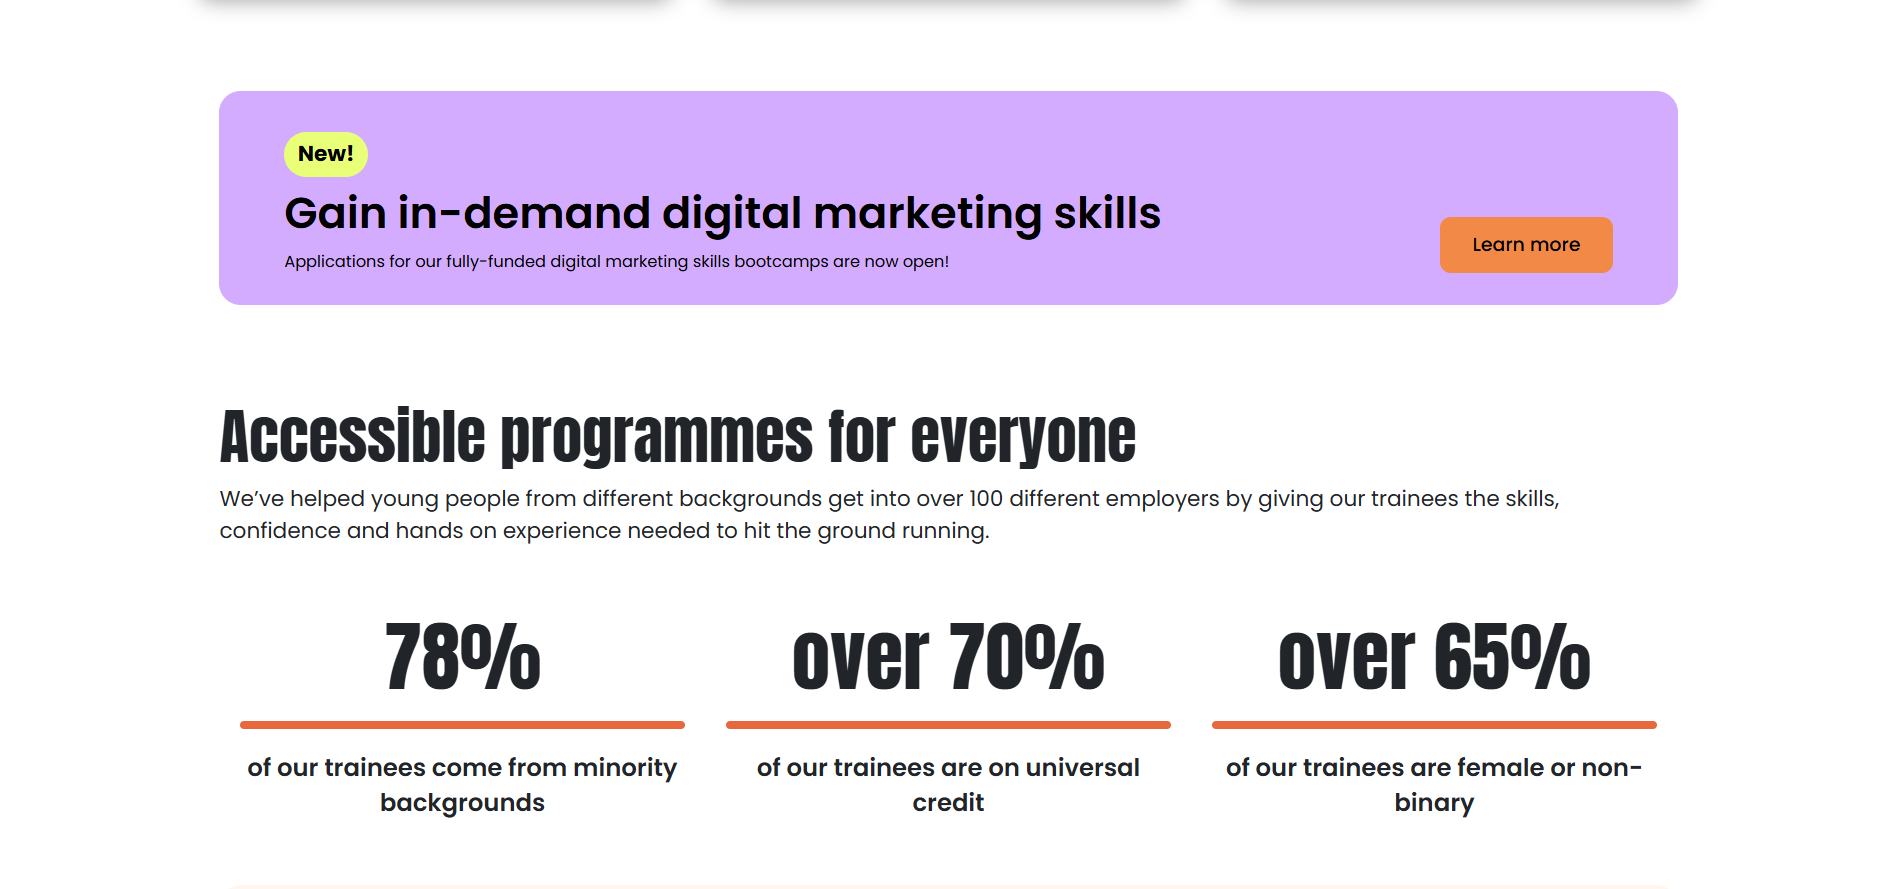 New!
Gain in-demand digital marketing skills
Applications for our fully-funded digital marketing skills bootcamps are now open!
Learn more
Accessible programmes for everyone
We’ve helped young people from different backgrounds get into over 100 different employers by giving our trainees the skills,
confidence and hands on experience needed to hit the ground running.
78%
of our trainees come from minority
backgrounds
over 70%
of our trainees are on universal
credit
over 65%
of our trainees are female or non-
binary